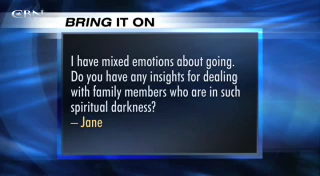 CBN
BRING IT ON
I have mixed emotions about going.
Do you have any insights for dealing
with family members who are in such
spiritual darkness?
– Jane